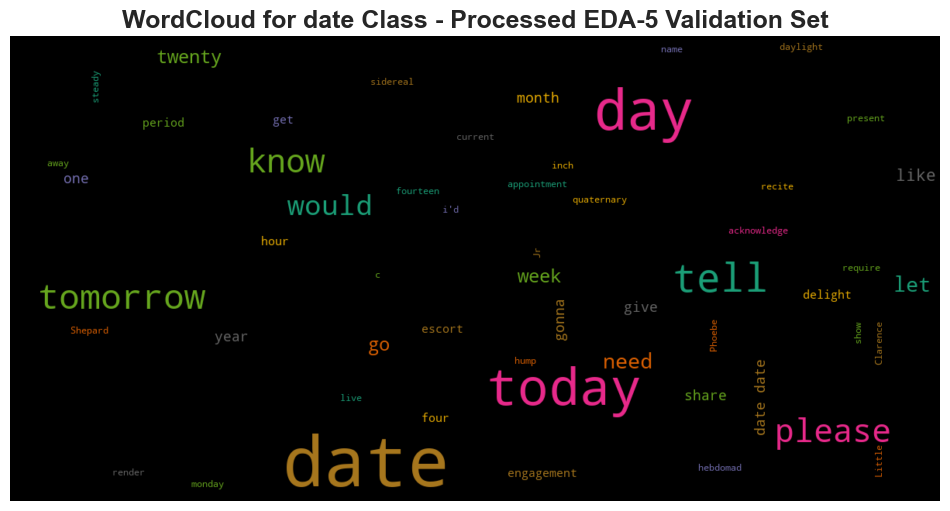 WordCloud for date Class - Processed EDA-5 Validation Set
name
daylight
twenty
steady
sidereal
month
day
present
period
get
current
know
away
one
inch
like
fourteen
appointment
recite
would
i'd
quaternary
acknowledge
hour
Jr
week
c
tell
require
let
tomorrow
delight
give
gonna
Shepard
year
escort
go
Phoebe
show
Clarence
hump
need
today
live
share
date date
four
please
date
render
monday
engagement
hebdomad
Little